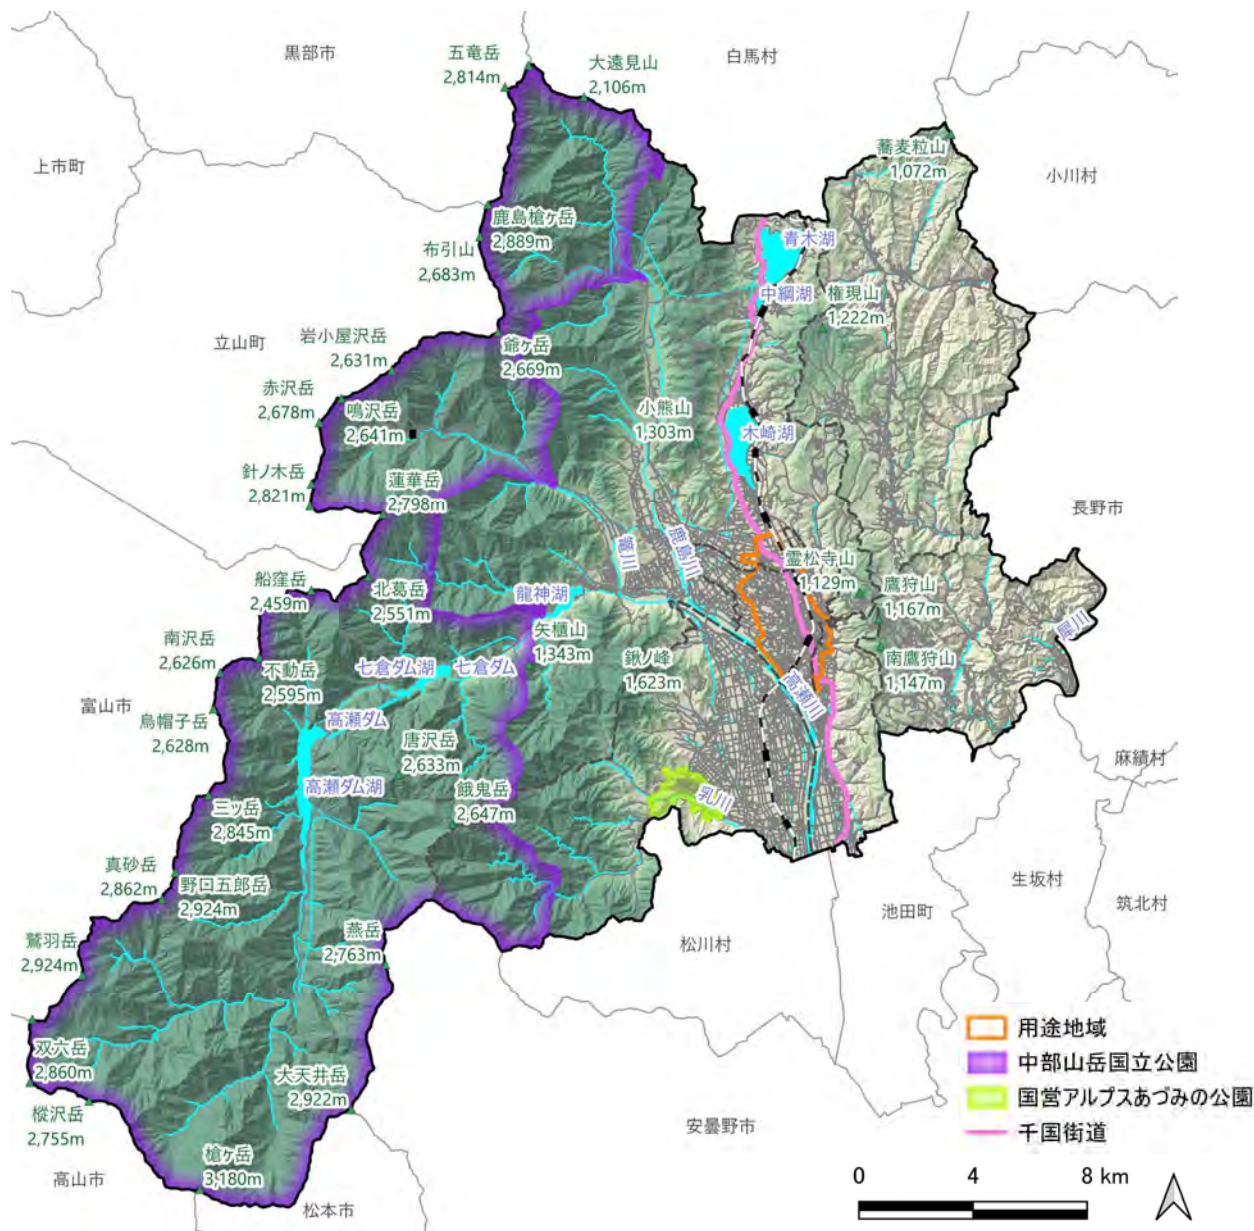 黒部市
五竜岳
2,814m
大遠見山
2,106m
白馬村
上市町
蕎麦粒山
1,072m
小川村
鹿島槍ヶ岳
2,889m
布引山
2,683m
青木湖
中綱湖
権現山
1,222m
立山町
岩小屋沢岳
2,631m
爺ヶ岳
2,669m
赤沢岳
2,678m
鳴沢岳
2,641m
小熊山
1,303m
木崎湖
針ノ木岳
2,821m
蓮華岳
2,798m
長野市
籠川
鹿島川
霊松寺山
1,129m
船窪岳
2,459m
北葛岳
2,551m
龍神湖
鷹狩山
1,167m
犀川
南沢岳
2,626m
不動岳
2,595m
七倉ダム湖
七倉ダム
矢櫃山
1,343m
鍬ノ峰
1,623m
南鷹狩山
1,147m
富山市
烏帽子岳
2,628m
高瀬ダム
唐沢岳
2,633m
高瀬川
麻績村
高瀬ダム湖
餓鬼岳
2,647m
乳川
三ッ岳
2,845m
真砂岳
2,862m
野口五郎岳
2,924m
生坂村
筑北村
池田町
鷲羽岳
2,924m
燕岳
2,763m
松川村
双六岳
2,860m
大天井岳
2,922m
樅沢岳
2,755m
槍ヶ岳
3,180m
高山市
松本市
安曇野市
用途地域
中部山岳国立公園
国営アルプスあづみの公園
千国街道
0 4 8 km